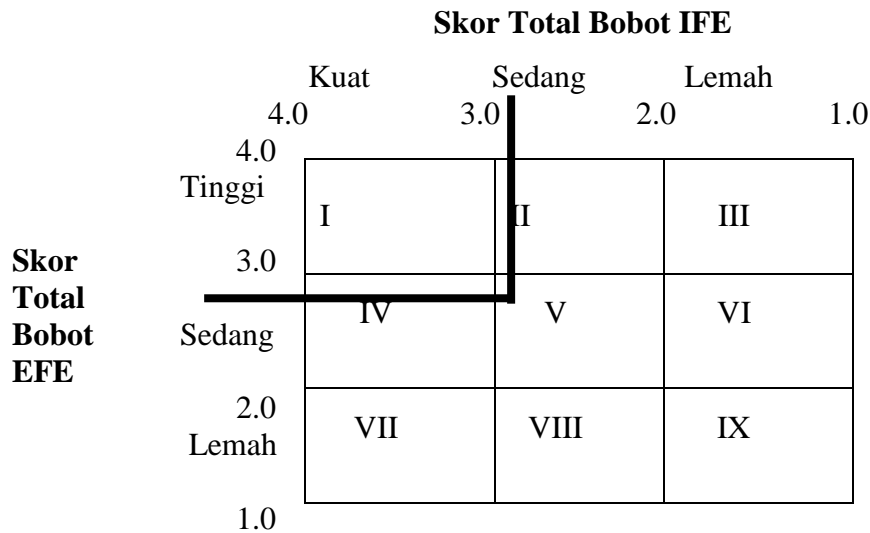 Skor Total Bobot IFE
Kuat Sedang Lemah
4.0 3.0 2.0 1.0
4.0
Tinggi
I II III
3.0
Skor
Total
Bobot
EFE
IV V VI
Sedang
2.0
Lemah
VII VIII IX
1.0